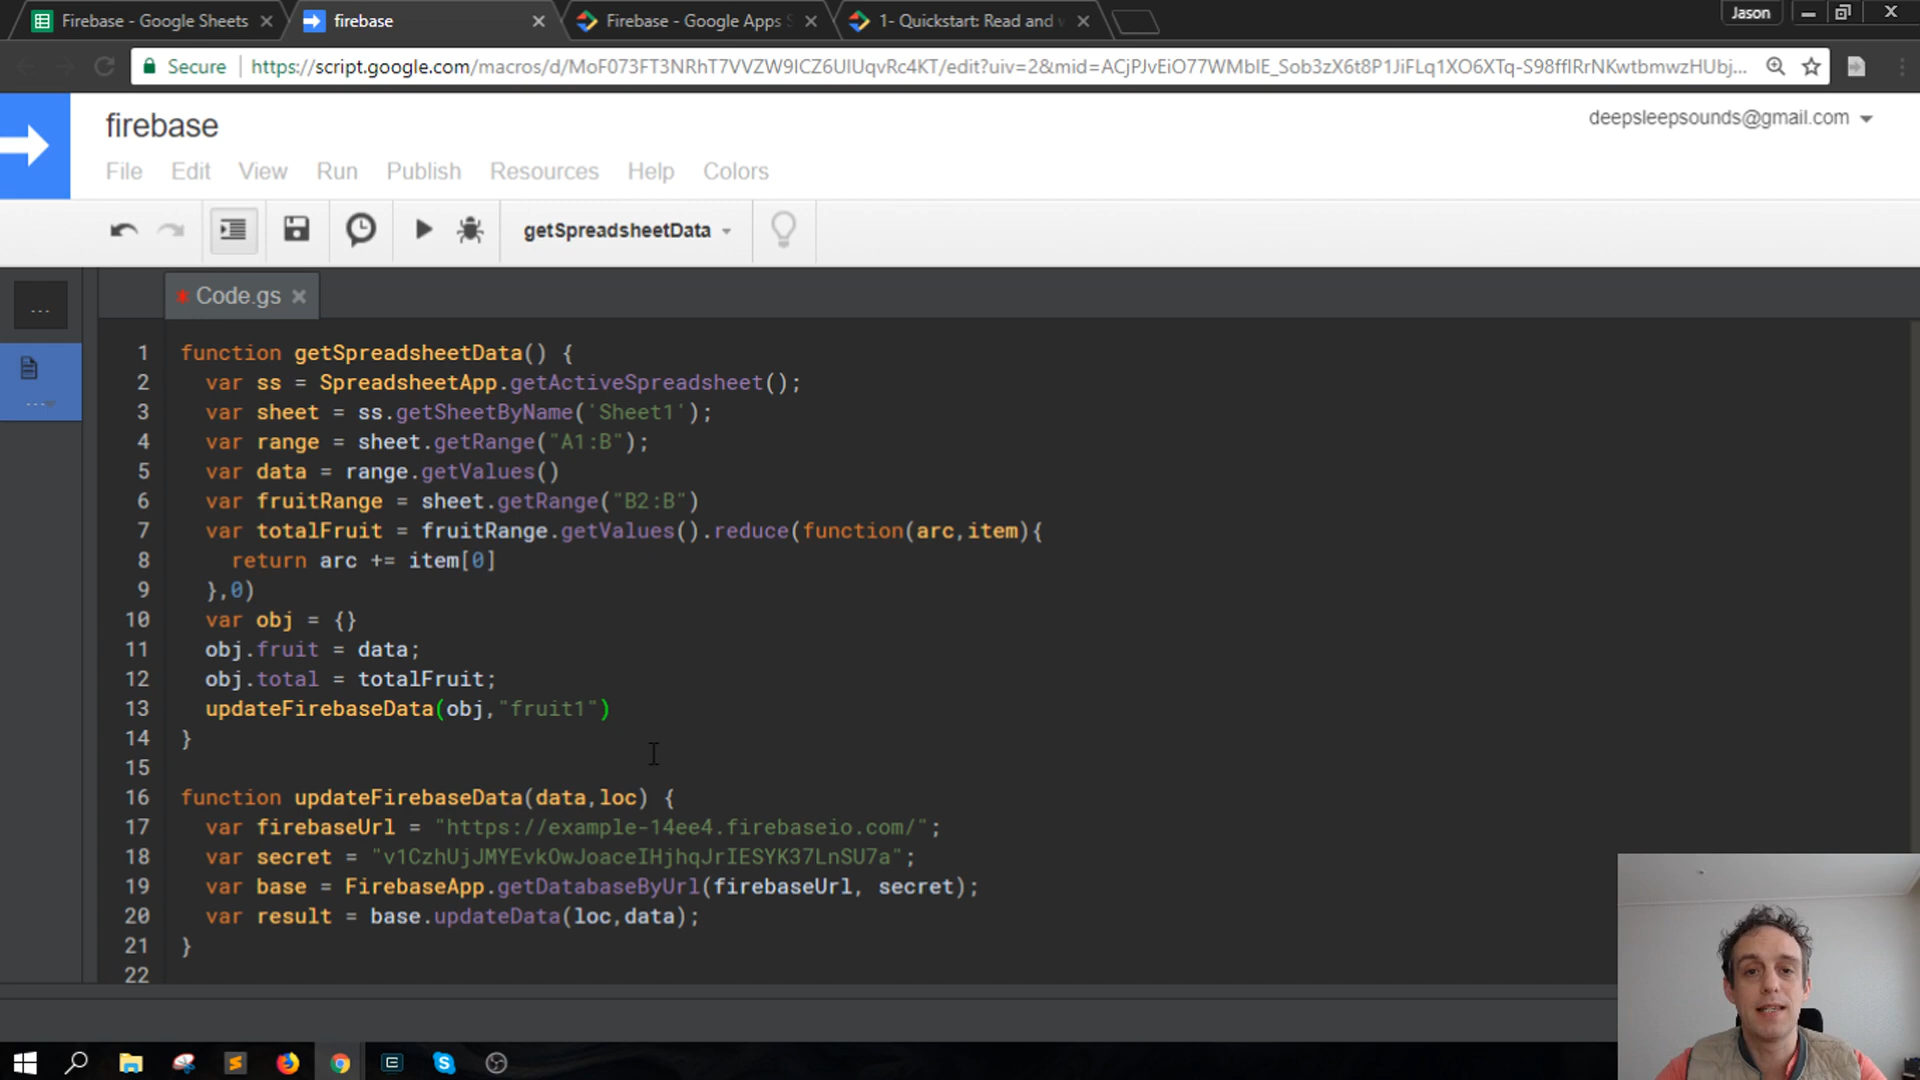 Firebase - Google Sheets
firebase
Firebase - Google Apps S
1- Quickstart: Read and w
Jason
Secure
https://script.google.com/macros/d/MoF073FT3NRhT7VVZW9ICZ6UIUqvRc4KT/edit?uiv=2&mid=ACjPJvEiO77WMblE_Sob3zX6t8P1JiFLq1XO6XTq-S98ffIRrNKwtbmwzHUbj...
firebase
deepsleepsounds@gmail.com
File Edit View Run Publish Resources Help Colors
getSpreadsheetData
...
* Code.gs
1 function getSpreadsheetData() {
2 var ss = SpreadsheetApp.getActiveSpreadsheet();
3 var sheet = ss.getSheetByName('Sheet1');
4 var range = sheet.getRange("A1:B");
5 var data = range.getValues()
6 var fruitRange = sheet.getRange("B2:B")
7 var totalFruit = fruitRange.getValues().reduce(function(arc,item){
8 return arc += item[0]
9 },0)
10 var obj = {}
11 obj.fruit = data;
12 obj.total = totalFruit;
13 updateFirebaseData(obj,"fruit1")
14 }
15
16 function updateFirebaseData(data,loc) {
17 var firebaseUrl = "https://example-14ee4.firebaseio.com/";
18 var secret = "v1CzhUjJMYEvkOwJoaceIHjhqJrIESYK37LnSU7a";
19 var base = FirebaseApp.getDatabaseByUrl(firebaseUrl, secret);
20 var result = base.updateData(loc,data);
21 }
22